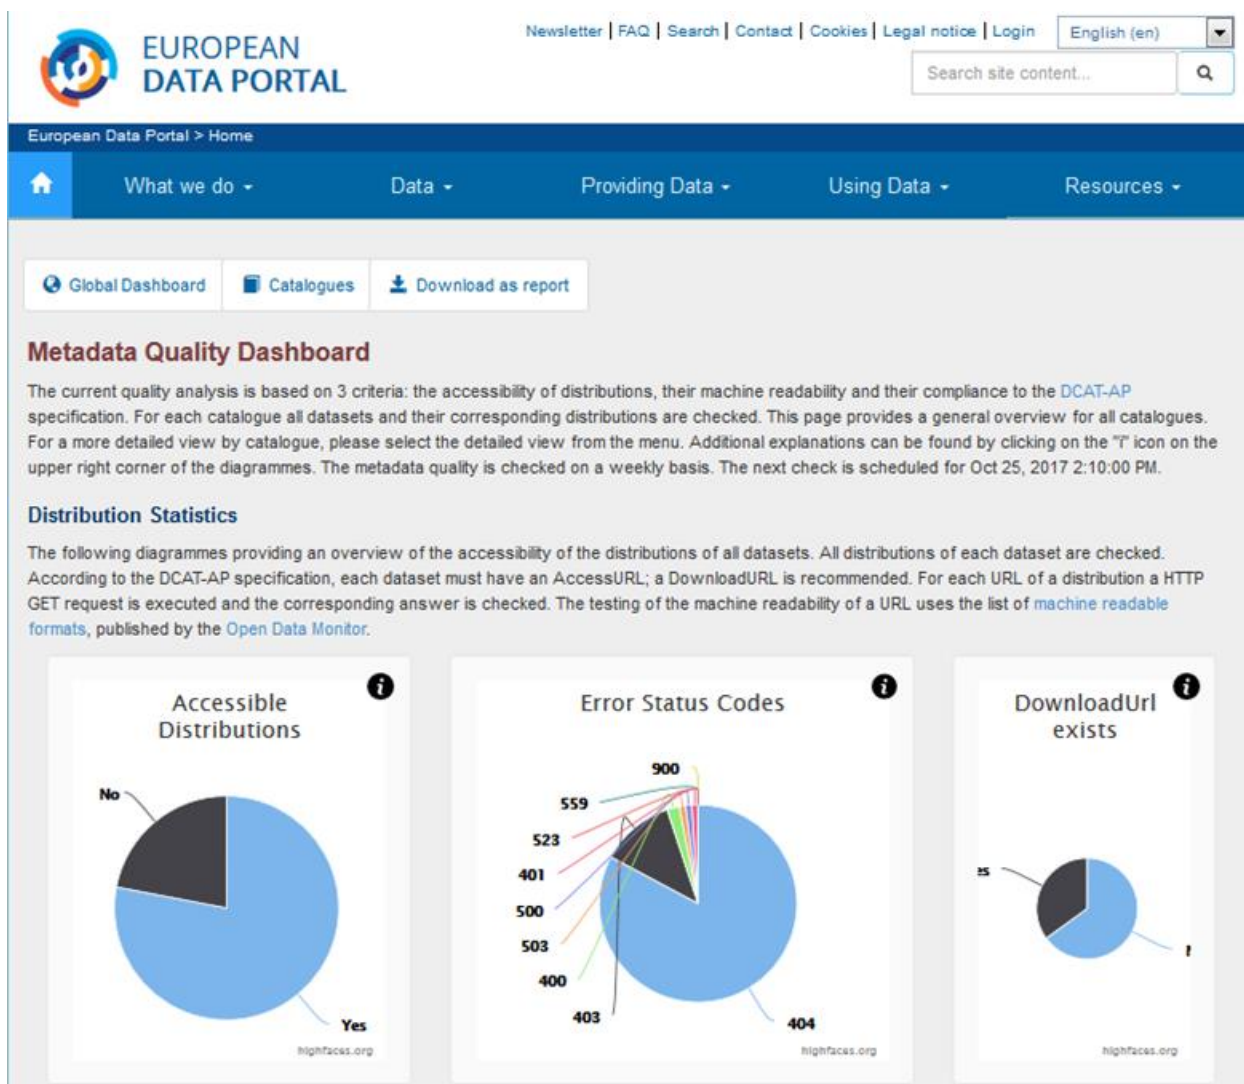 Newsletter | FAQ | Search | Contact | Cookies | Legal notice | Login
English (en)
EUROPEAN
DATA PORTAL
Search site content...
European Data Portal > Home
What we do
Data
Providing Data
Using Data
Resources
Global Dashboard
Catalogues
Download as report
Metadata Quality Dashboard
The current quality analysis is based on 3 criteria: the accessibility of distributions, their machine readability and their compliance to the DCAT-AP
specification. For each catalogue all datasets and their corresponding distributions are checked. This page provides a general overview for all catalogues.
For a more detailed view by catalogue, please select the detailed view from the menu. Additional explanations can be found by clicking on the "i" icon on the
upper right corner of the diagrammes. The metadata quality is checked on a weekly basis. The next check is scheduled for Oct 25, 2017 2:10:00 PM.
Distribution Statistics
The following diagrammes providing an overview of the accessibility of the distributions of all datasets. All distributions of each dataset are checked.
According to the DCAT-AP specification, each dataset must have an AccessURL; a DownloadURL is recommended. For each URL of a distribution a HTTP
GET request is executed and the corresponding answer is checked. The testing of the machine readability of a URL uses the list of machine readable
formats, published by the Open Data Monitor.
i
Accessible
Distributions
No
Yes
highfaces.org
i
Error Status Codes
900
559
523
401
500
503
400
403
404
highfaces.org
i
DownloadUrl
exists
es
highfaces.org